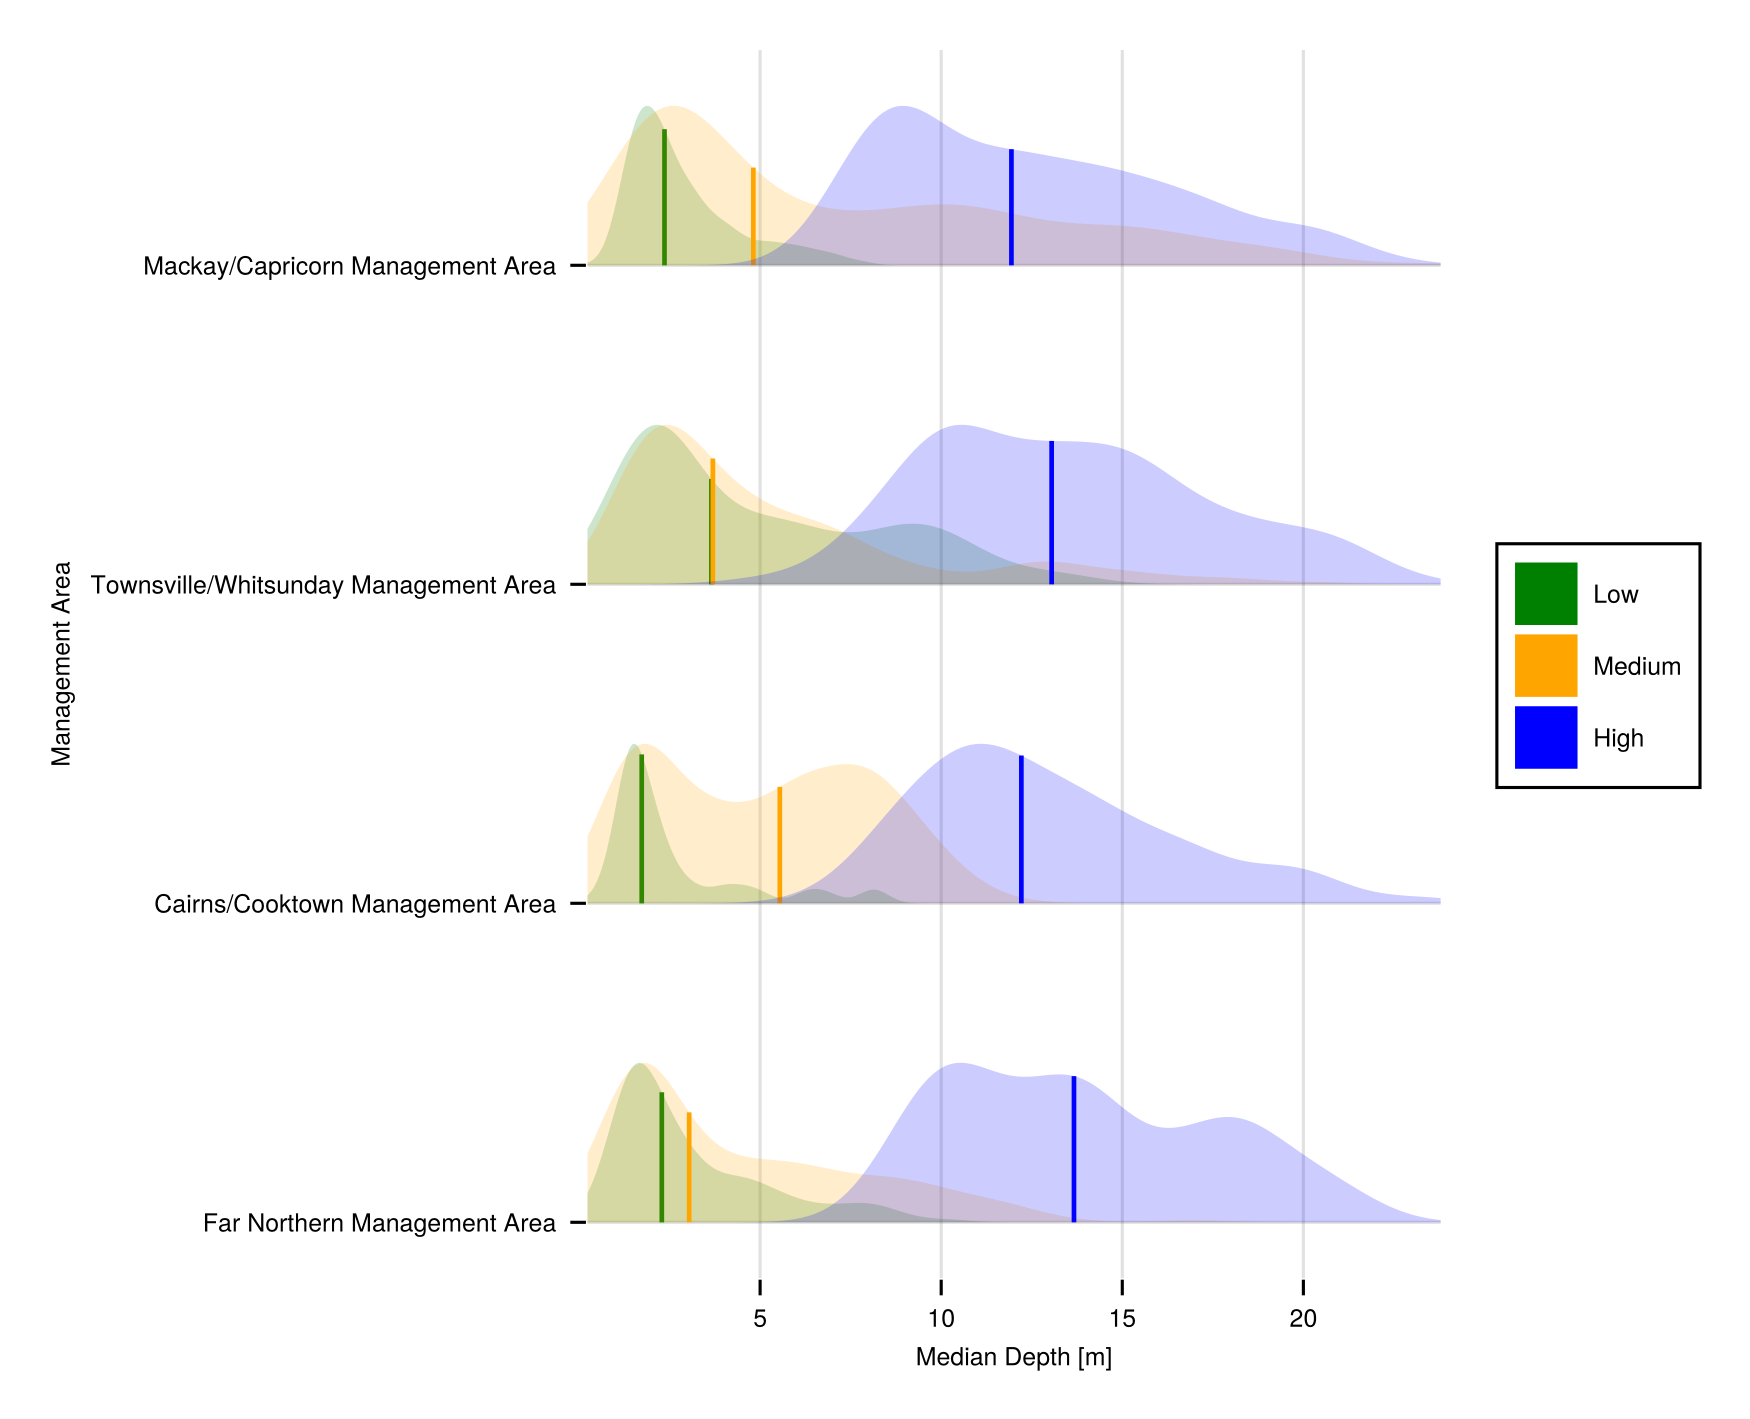 Mackay/Capricorn Management Area
Townsville/Whitsunday Management Area
Cairns/Cooktown Management Area
Far Northern Management Area
Management Area
5 10 15 20
Median Depth [m]
Low
Medium
High